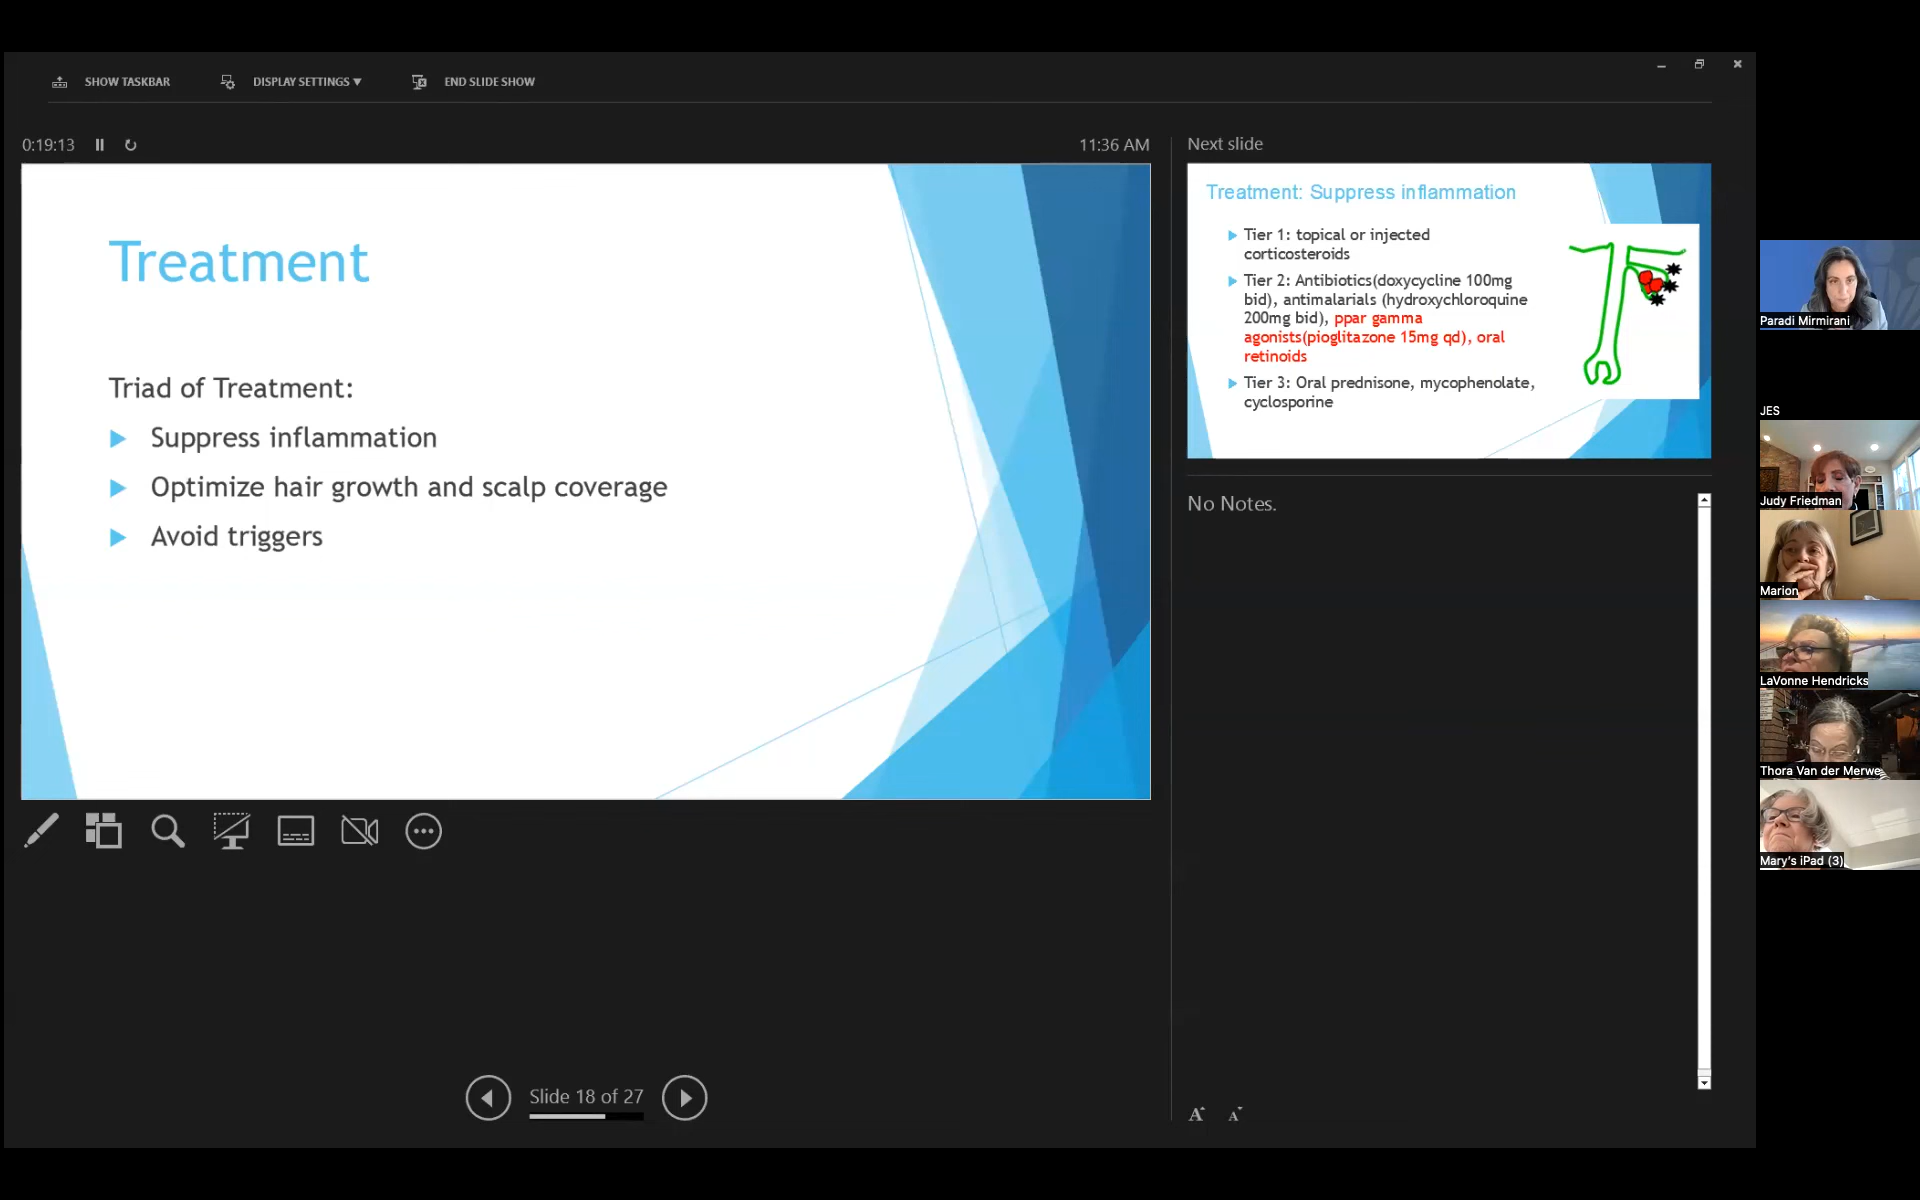 SHOW TASKBAR
DISPLAY SETTINGS ▼
END SLIDE SHOW
0:19:13
11:36 AM
Treatment
Triad of Treatment:
Suppress inflammation
Optimize hair growth and scalp coverage
Avoid triggers
Slide 18 of 27
Next slide
Treatment: Suppress inflammation
Tier 1: topical or injected
corticosteroids
Tier 2: Antibiotics(doxycycline 100mg
bid), antimalarials (hydroxychloroquine
200mg bid), ppar gamma
agonists(pioglitazone 15mg qd), oral
retinoids
Tier 3: Oral prednisone, mycophenolate,
cyclosporine
No Notes.
A A
Paradi Mirmirani
JES
Judy Friedman
Marion
LaVonne Hendricks
Thora Van der Merwe
Mary's iPad (3)